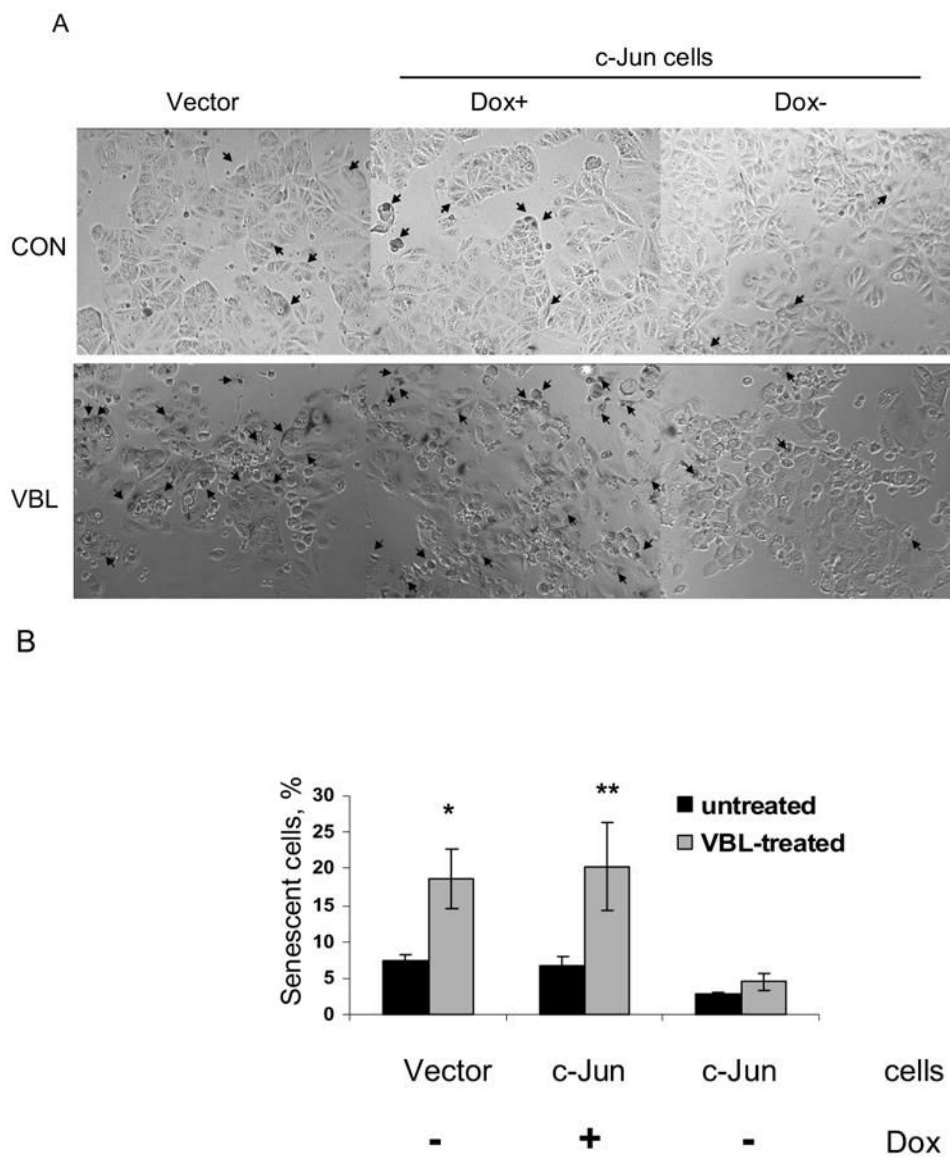 A
c-Jun cells
Vector Dox+ Dox-
CON
VBL
B
Senescent cells, %
30
25
20
15
10
5
0
* **
untreated
VBL-treated
Vector c-Jun c-Jun cells
- + - Dox